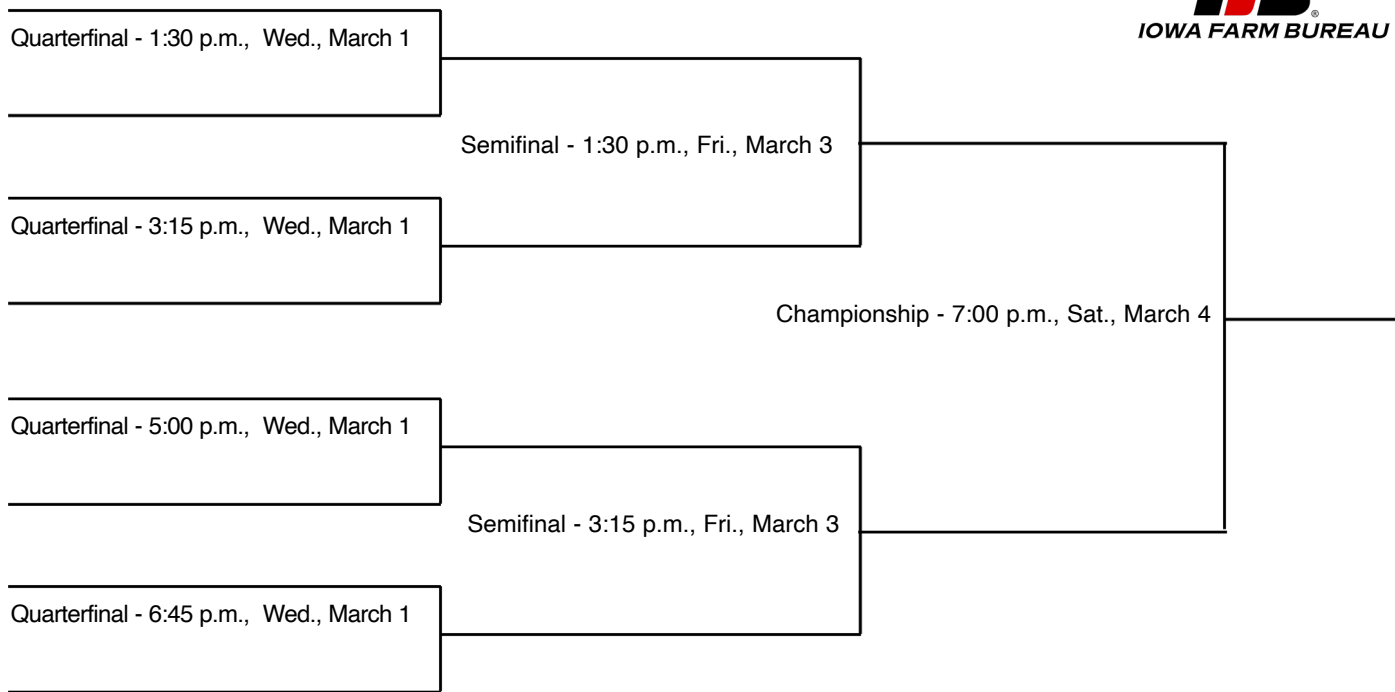 IOWA FARM BUREAU
Quarterfinal - 1:30 p.m., Wed., March 1
Semifinal - 1:30 p.m., Fri., March 3
Quarterfinal - 3:15 p.m., Wed., March 1
Championship - 7:00 p.m., Sat., March 4
Quarterfinal - 5:00 p.m., Wed., March 1
Semifinal - 3:15 p.m., Fri., March 3
Quarterfinal - 6:45 p.m., Wed., March 1